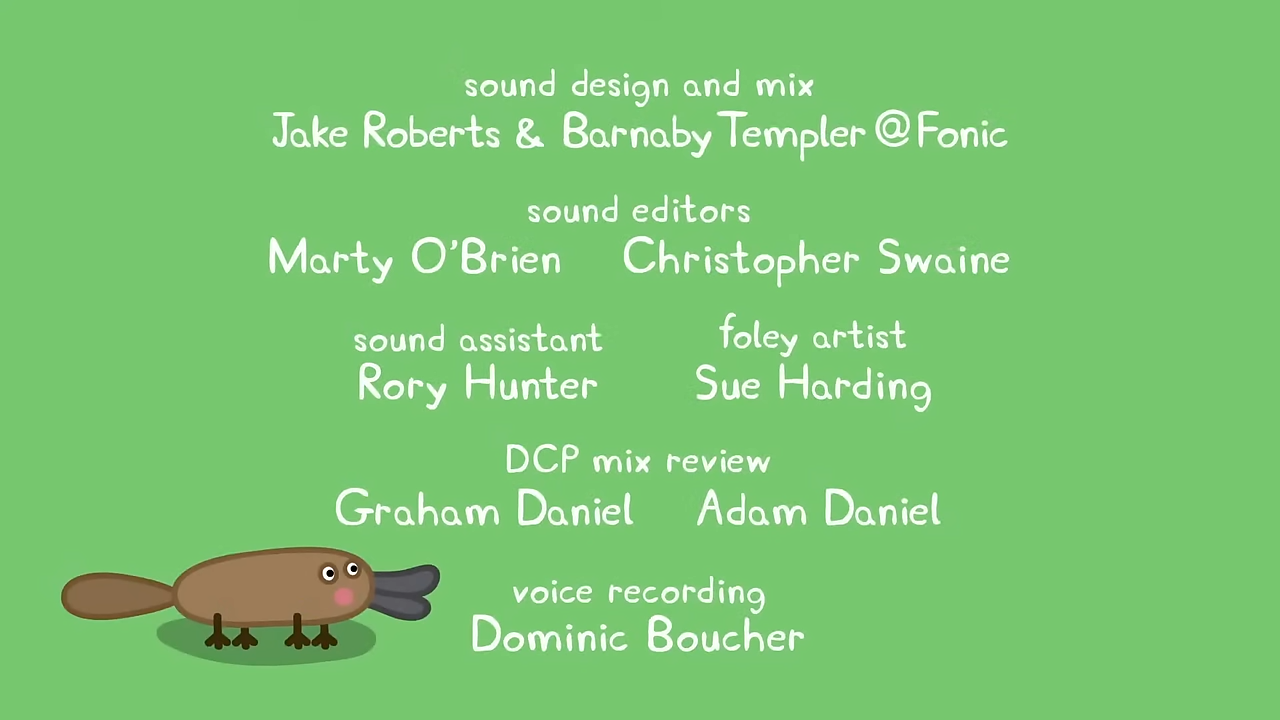 sound design and mix
Jake Roberts & Barnaby Templer @Fonic
sound editors
Marty O'Brien Christopher Swaine
sound assistant foley artist
Rory Hunter Sue Harding
DCP mix review
Graham Daniel Adam Daniel
voice recording
Dominic Boucher